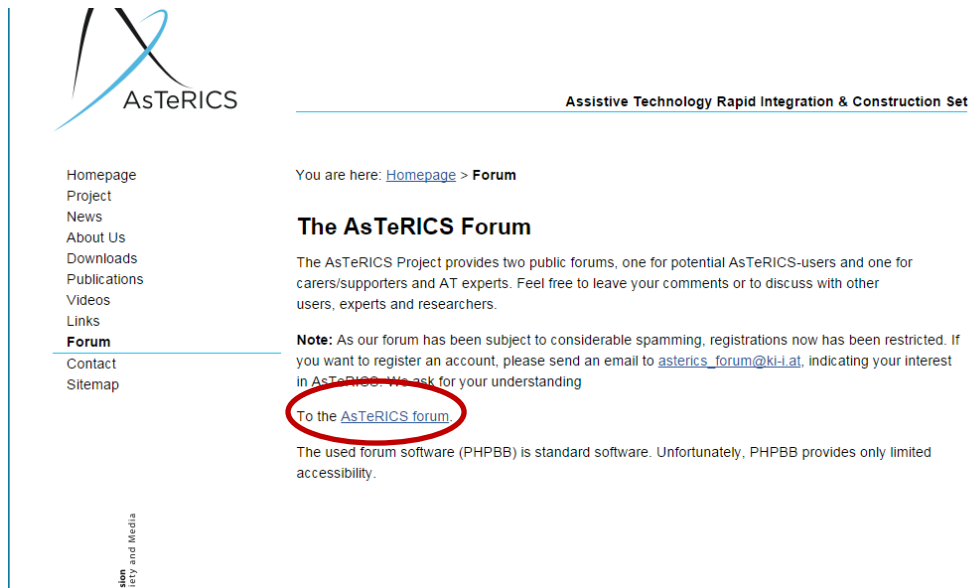 AsTeRICS
Assistive Technology Rapid Integration & Construction Set
Homepage
Project
News
About Us
Downloads
Publications
Videos
Links
Forum
Contact
Sitemap
You are here: Homepage > Forum
The AsTeRICS Forum
The AsTeRICS Project provides two public forums, one for potential AsTeRICS-users and one for
carers/supporters and AT experts. Feel free to leave your comments or to discuss with other
users, experts and researchers.
Note: As our forum has been subject to considerable spamming, registrations now has been restricted. If
you want to register an account, please send an email to asterics_forum@ki-i.at, indicating your interest
in AsTeRICS. We ask for your understanding
To the AsTeRICS forum.
The used forum software (PHPBB) is standard software. Unfortunately, PHPBB provides only limited
accessibility.
and Media